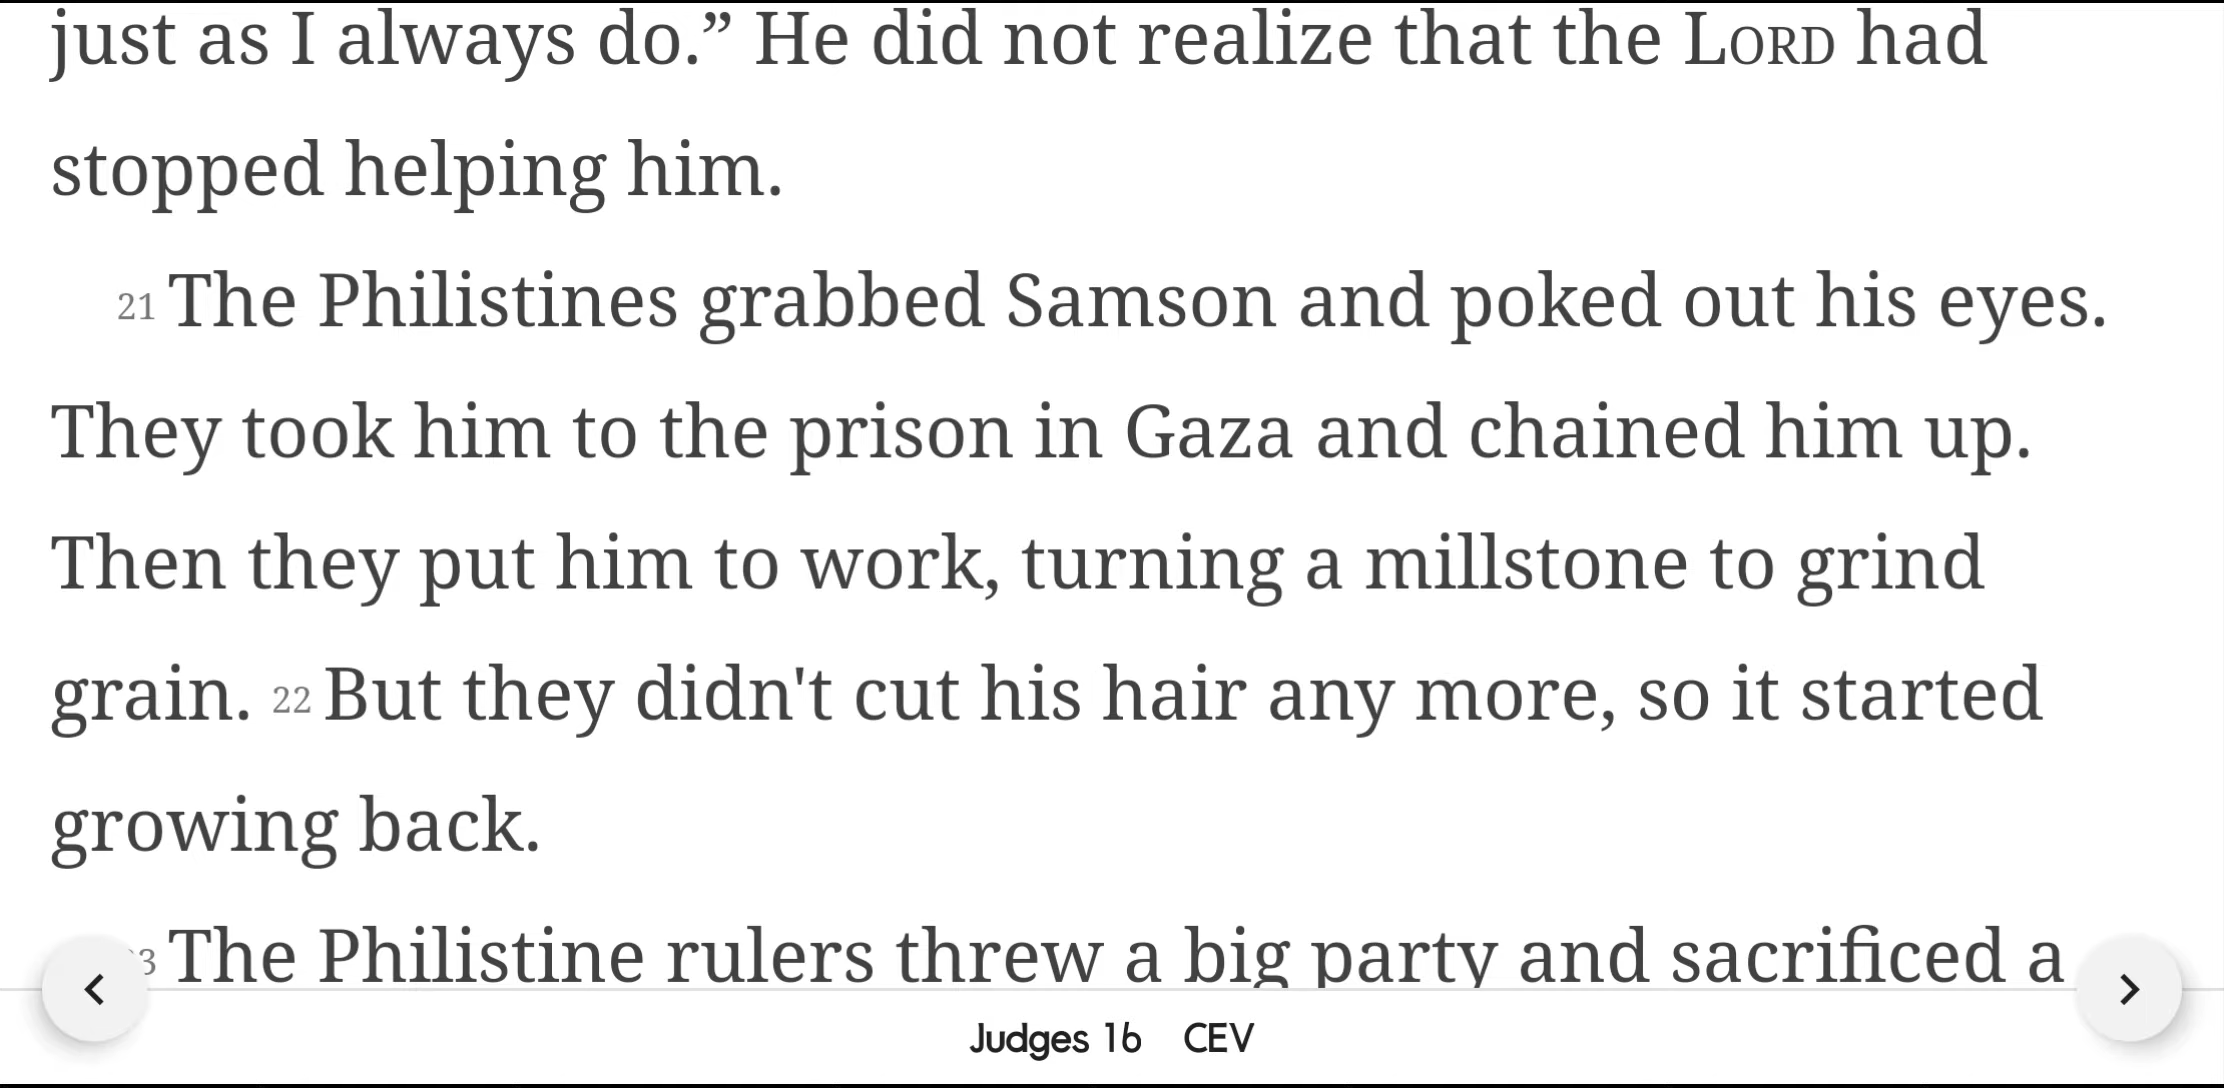 just as I always do.” He did not realize that the LORD had
stopped helping him.
21 The Philistines grabbed Samson and poked out his eyes.
They took him to the prison in Gaza and chained him up.
Then they put him to work, turning a millstone to grind
grain. 22 But they didn't cut his hair any more, so it started
growing back.
3 The Philistine rulers threw a big party and sacrificed a
Judges 16 CEV